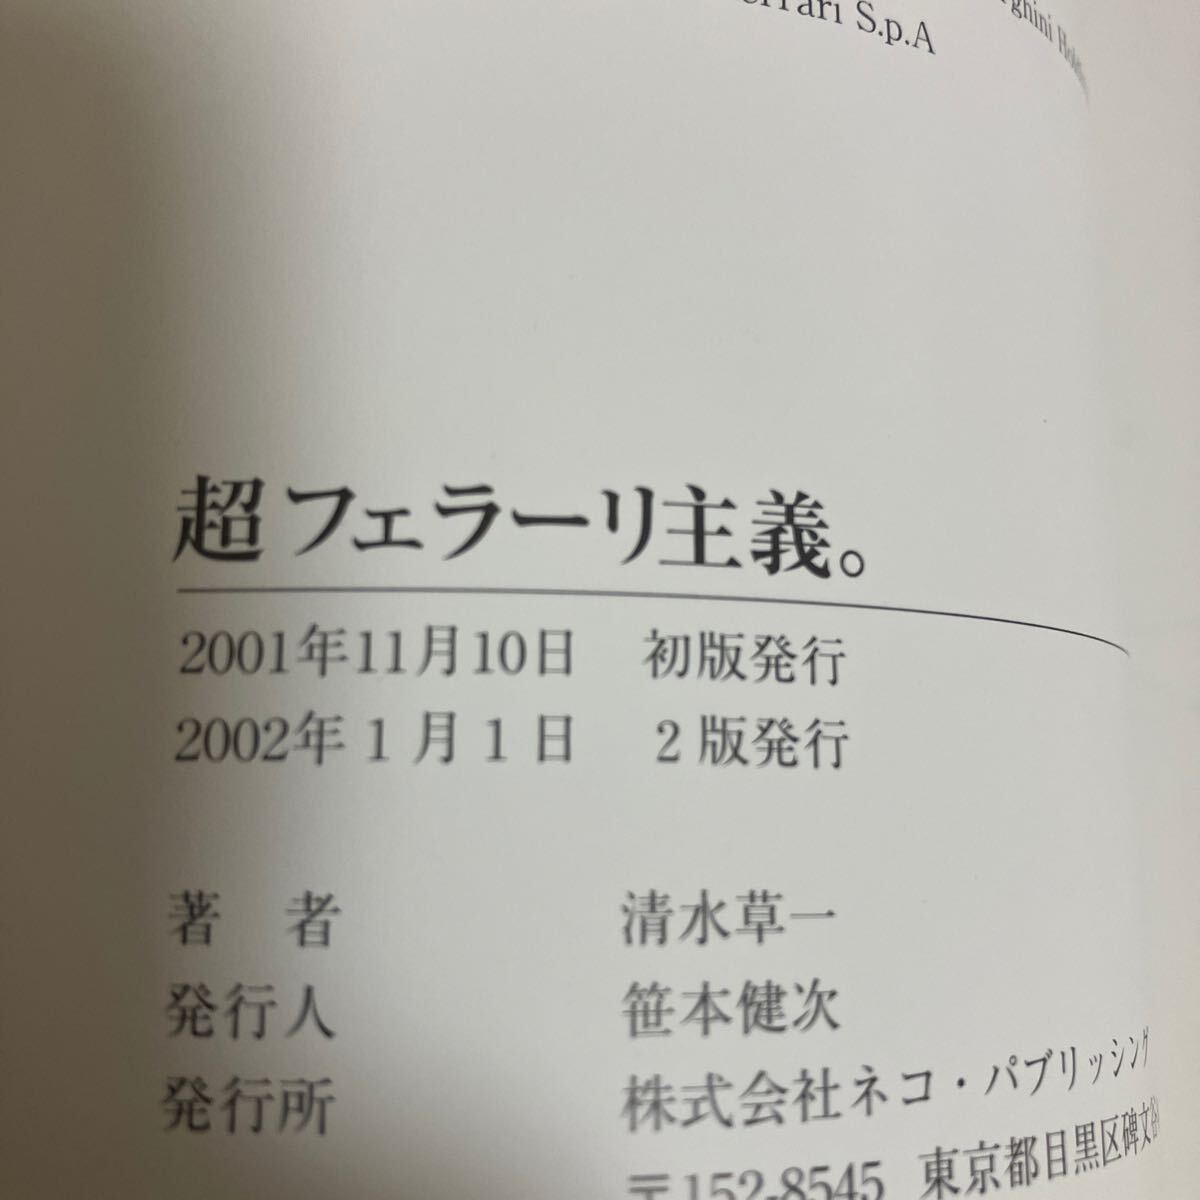 S.p.A
超フェラーリ主義。
2001年11月10日 初版発行
2002年1月1日 2版発行
著 者 清水草一
発行人 笹本健次
発行所 株式会社ネコ・パブリッシング
〒152-8545 東京都目黒区碑文谷